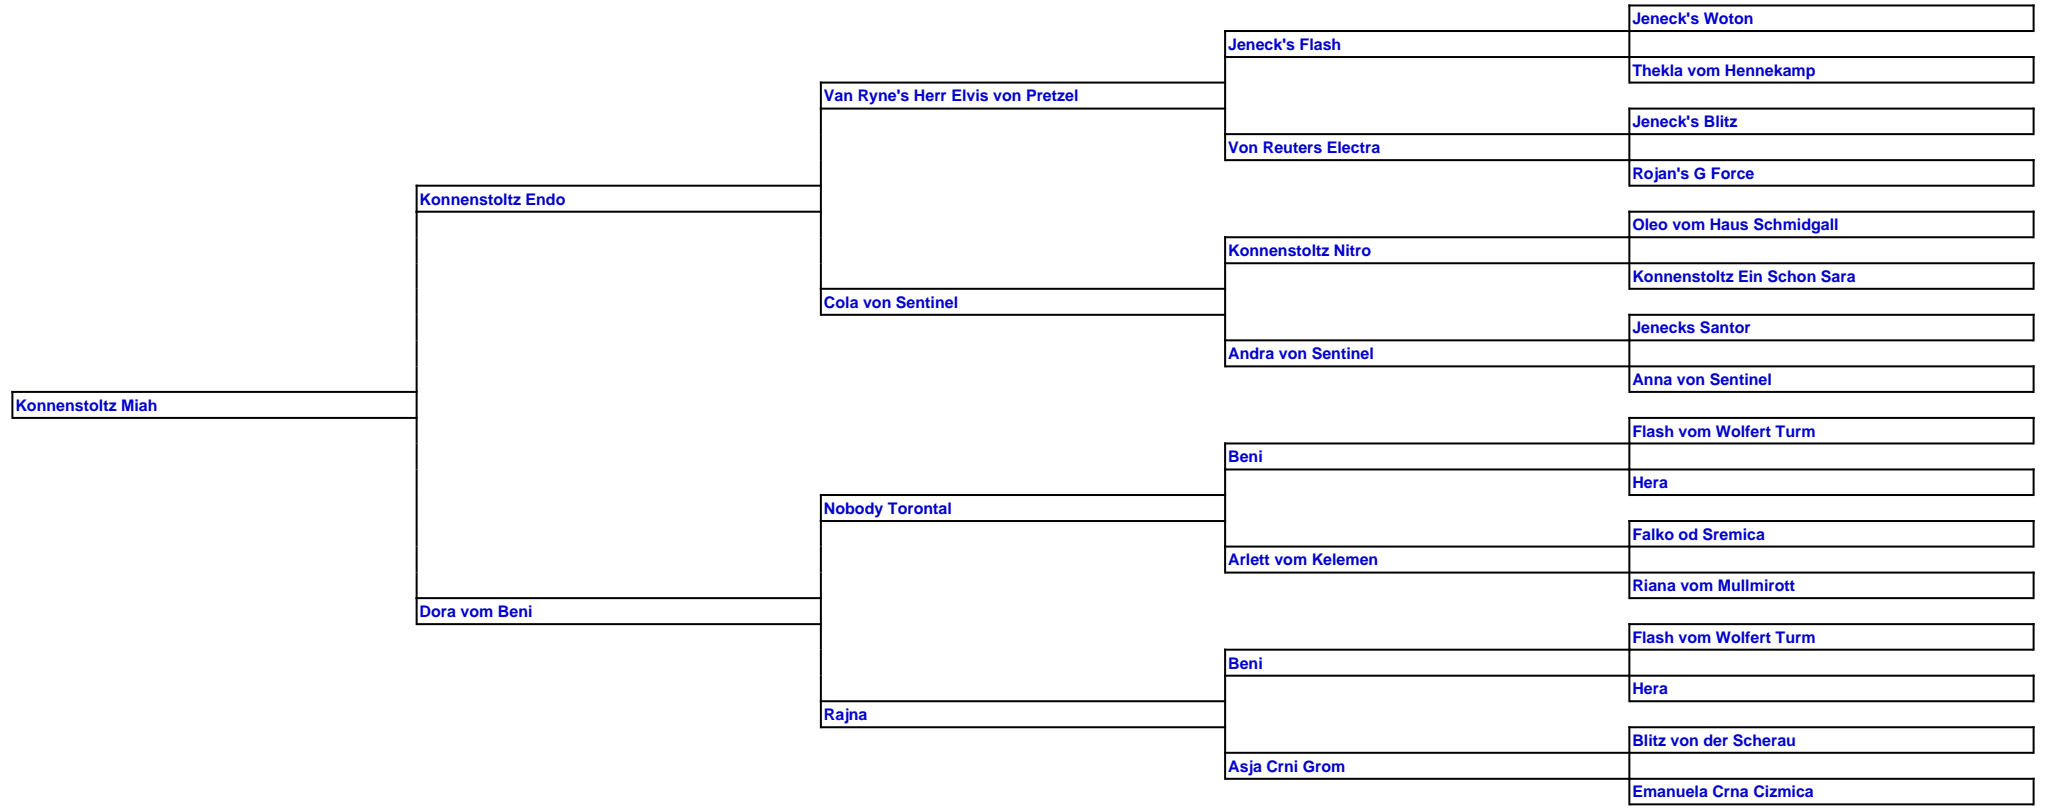 Jeneck's Woton
Jeneck's Flash
Thekla vom Hennekamp
Van Ryne's Herr Elvis von Pretzel
Jeneck's Blitz
Von Reuters Electra
Rojan's G Force
Konnenstoltz Endo
Oleo vom Haus Schmidgall
Konnenstoltz Nitro
Konnenstoltz Ein Schon Sara
Cola von Sentinel
Jenecks Santor
Andra von Sentinel
Anna von Sentinel
Konnenstoltz Miah
Flash vom Wolfert Turm
Beni
Hera
Nobody Torontal
Falko od Sremica
Arlett vom Kelemen
Riana vom Mullmirott
Dora vom Beni
Flash vom Wolfert Turm
Beni
Hera
Rajna
Blitz von der Scherau
Asja Crni Grom
Emanuela Crna Cizmica